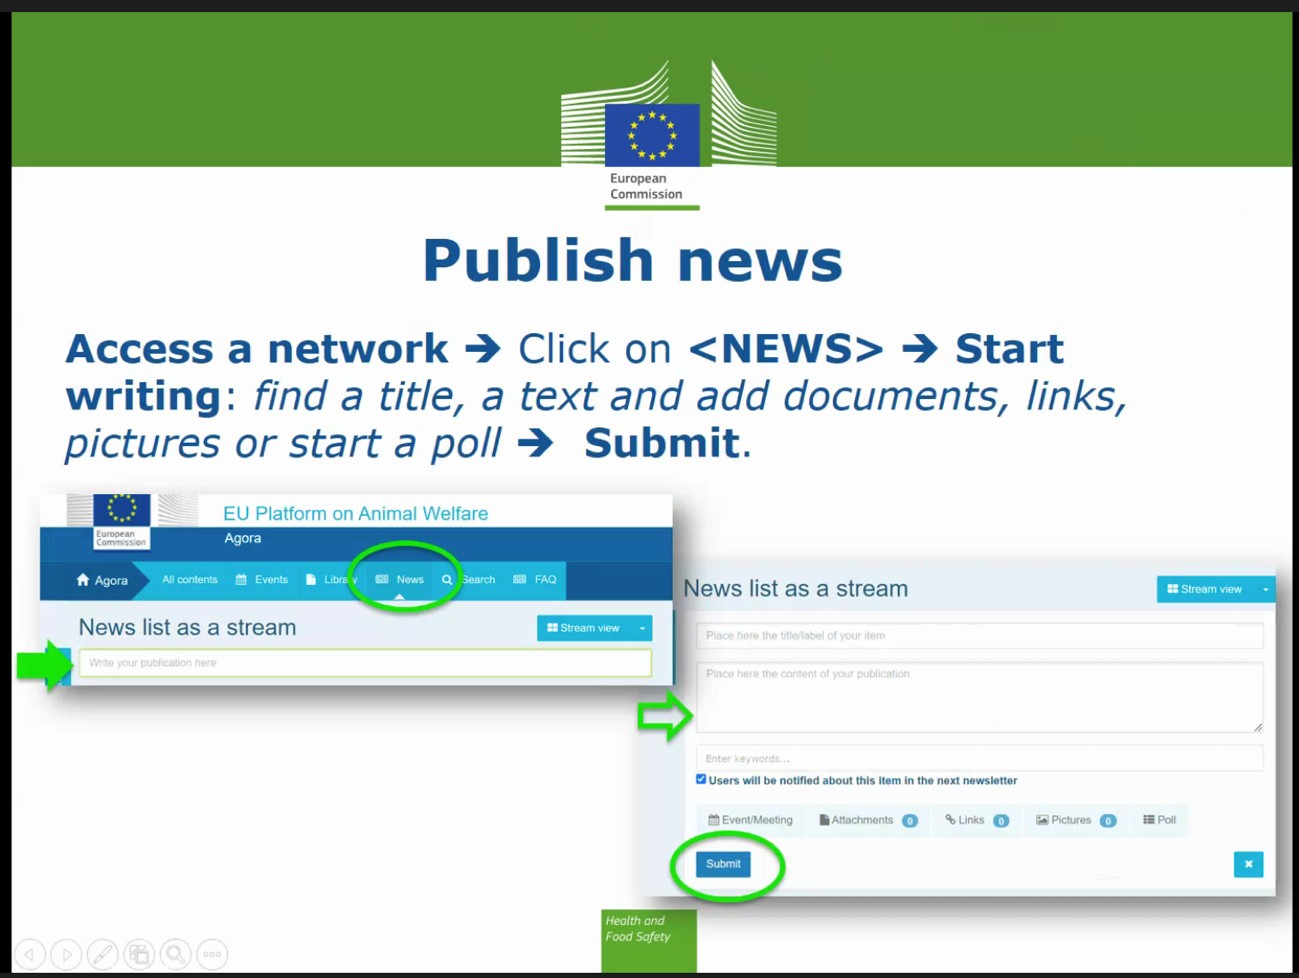 European
Commission
Publish news
Access a network ➔ Click on <NEWS> ➔ Start
writing: find a title, a text and add documents, links,
pictures or start a poll ➔ Submit.
European
Commission
EU Platform on Animal Welfare
Agora
Agora
All contents
Events
Library
News
Search
FAQ
News list as a stream
Stream view
Write your publication here
News list as a stream
Stream view
Place here the title/label of your item
Place here the content of your publication
Enter keywords...
Users will be notified about this item in the next newsletter
Event/Meeting
Attachments 0
Links 0
Pictures 0
Poll
Submit
Health and
Food Safety